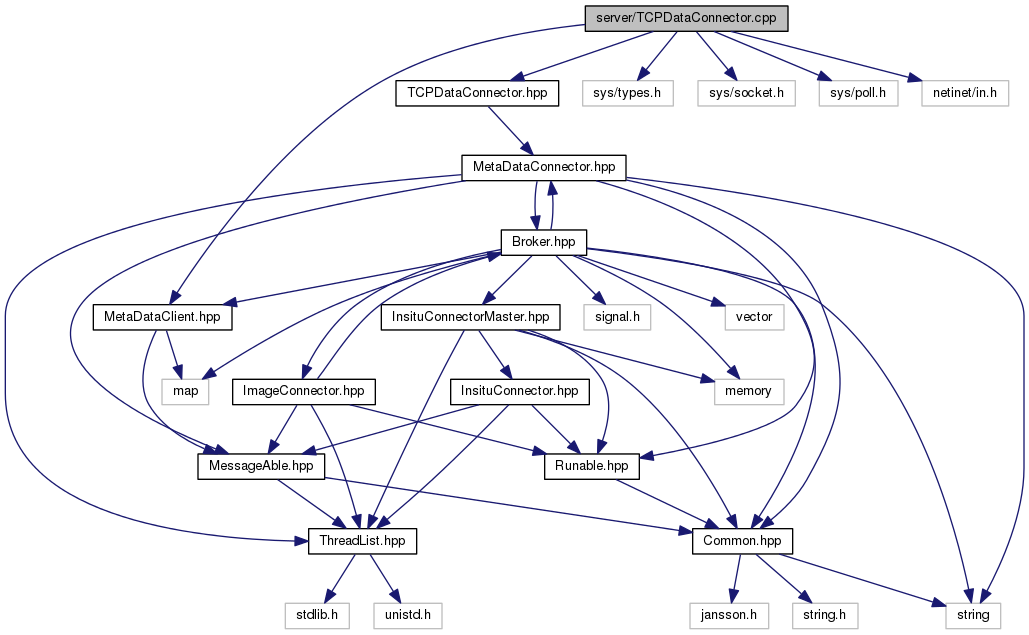 server/TCPDataConnector.cpp
TCPDataConnector.hpp
sys/types.h
sys/socket.h
sys/poll.h
netinet/in.h
MetaDataConnector.hpp
Broker.hpp
MetaDataClient.hpp
InsituConnectorMaster.hpp
signal.h
vector
map
ImageConnector.hpp
InsituConnector.hpp
memory
MessageAble.hpp
Runable.hpp
ThreadList.hpp
Common.hpp
stdlib.h
unistd.h
jansson.h
string.h
string